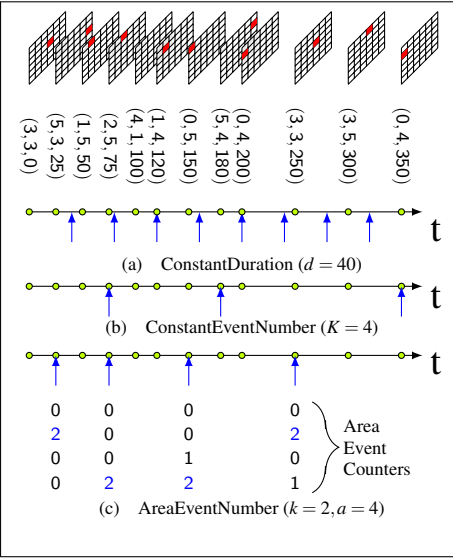 (3, 3, 0)
(5, 3, 25)
(1, 5, 50)
(2, 5, 75)
(4, 1, 100)
(1, 4, 120)
(0, 5, 150)
(5, 4, 180)
(0, 4, 200)
(3, 3, 250)
(3, 5, 300)
(0, 4, 350)
t
(a) ConstantDuration (d = 40)
t
(b) ConstantEventNumber (K = 4)
t
0 0 0 0
2 0 0 2
0 0 1 0
0 2 2 1
Area
Event
Counters
(c) AreaEventNumber (k = 2, a = 4)